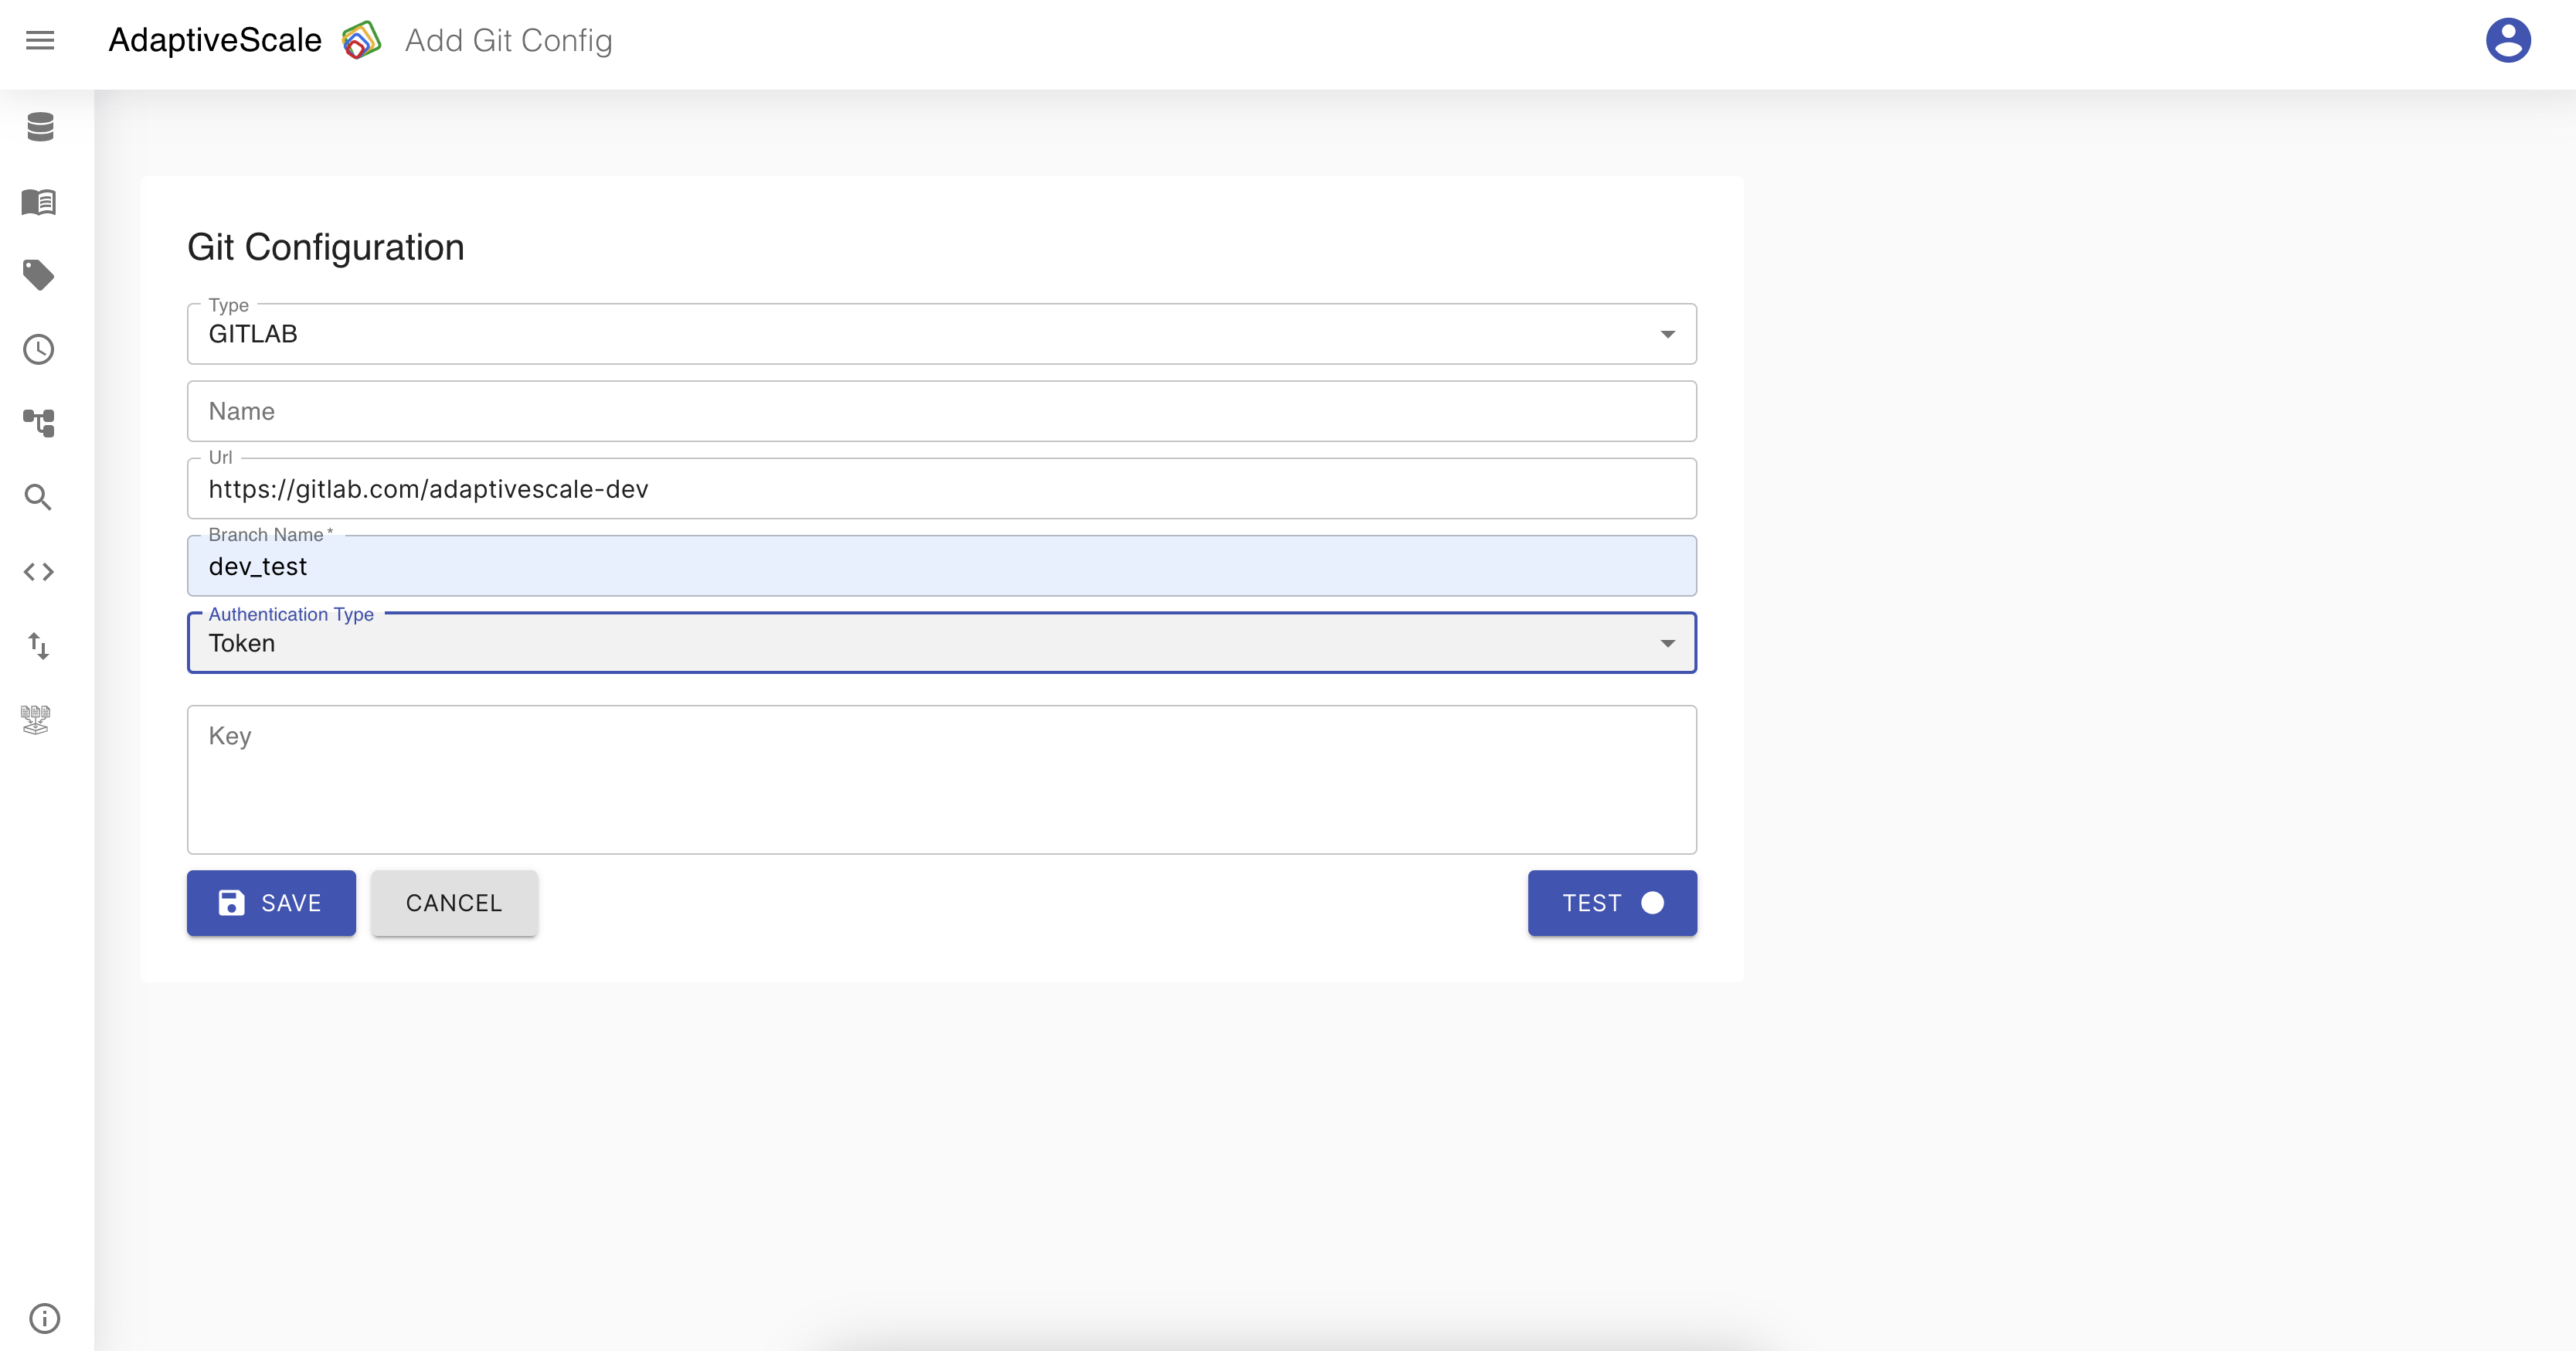 AdaptiveScale Add Git Config
Git Configuration
Type
GITLAB
Name
Url
https://gitlab.com/adaptivescale-dev
Branch Name *
dev_test
Authentication Type
Token
Key
SAVE CANCEL TEST